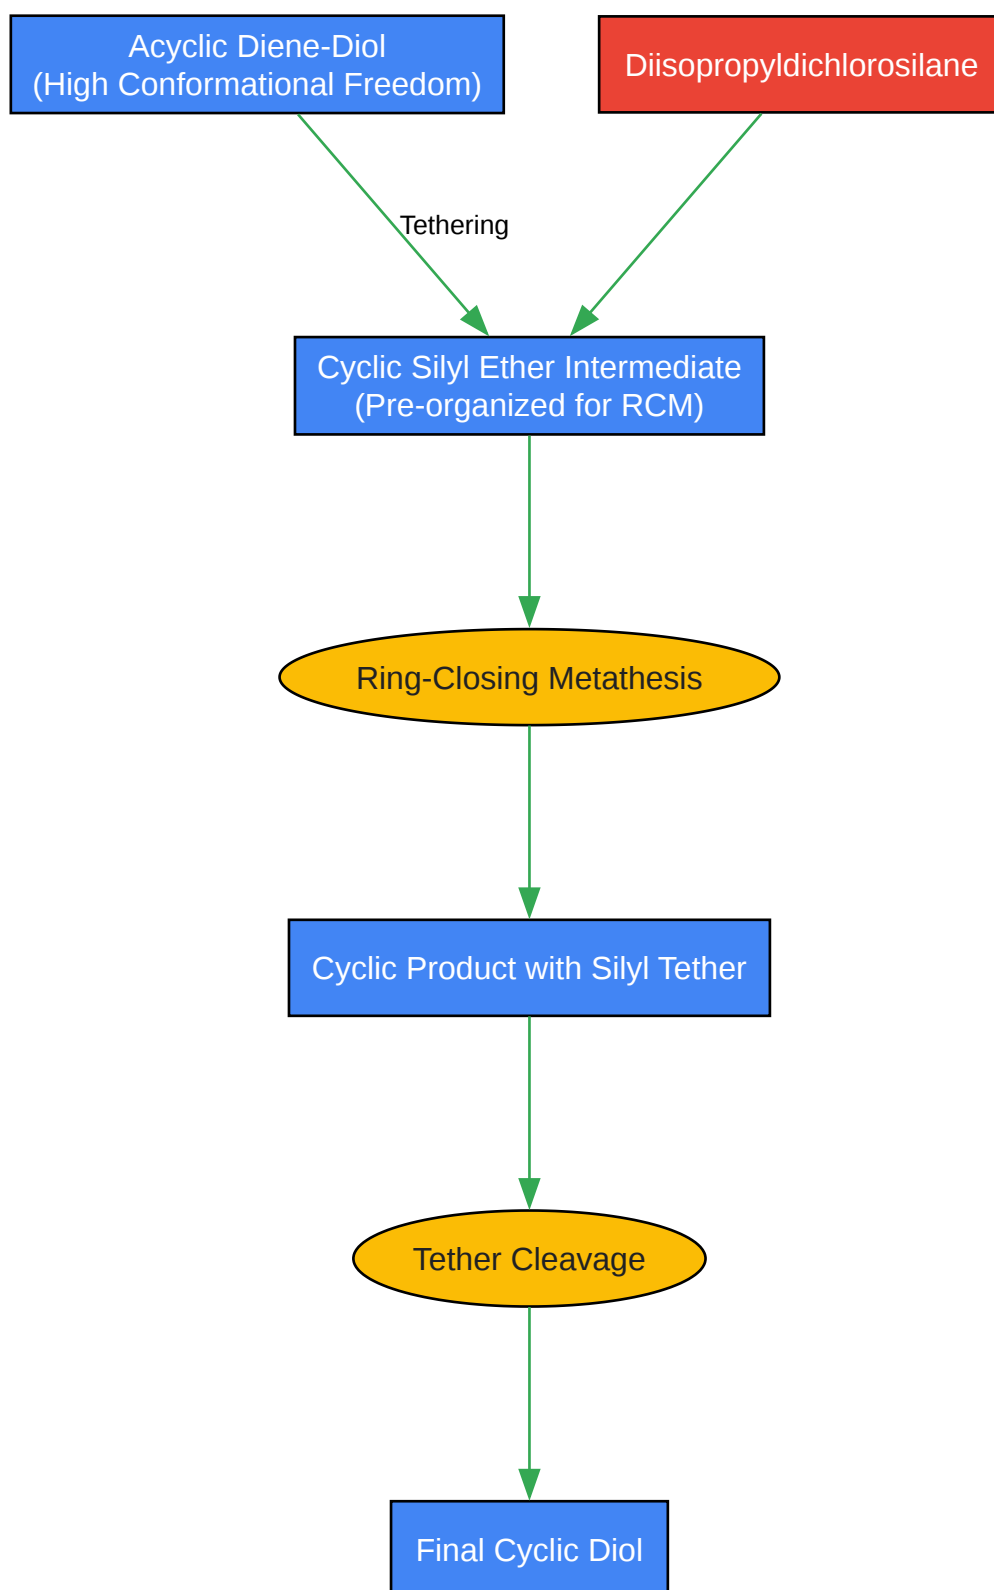 Acyclic Diene-Diol
(High Conformational Freedom)
Diisopropyldichlorosilane
Tethering
Cyclic Silyl Ether Intermediate
(Pre-organized for RCM)
Ring-Closing Metathesis
Cyclic Product with Silyl Tether
Tether Cleavage
Final Cyclic Diol